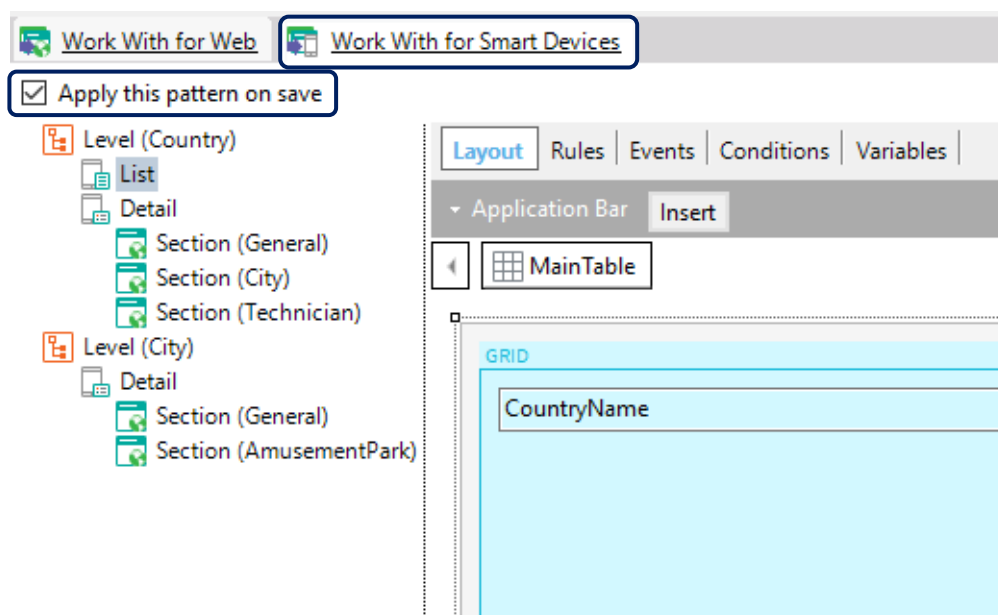 Work With for Web Work With for Smart Devices
Apply this pattern on save
Level (Country)
List
Detail
Section (General)
Section (City)
Section (Technician)
Level (City)
Detail
Section (General)
Section (AmusementPark)
Layout Rules Events Conditions Variables
Application Bar Insert
MainTable
GRID
CountryName